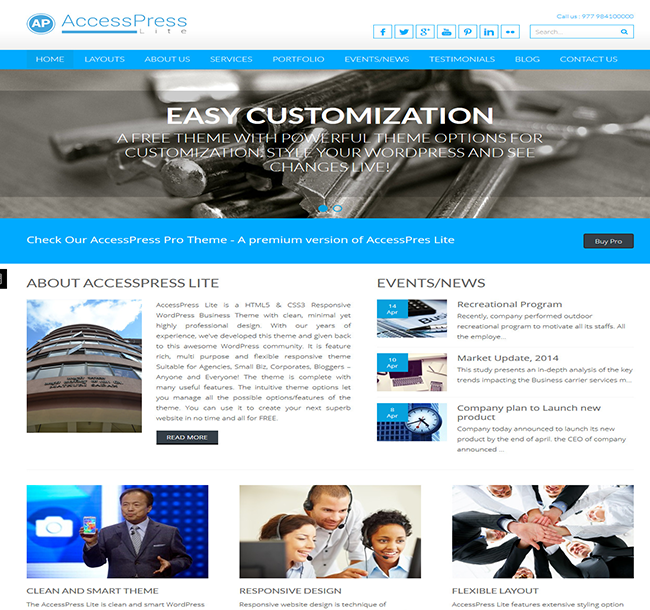 AP AccessPress
Lite
Call us : 977 984100000
Search...
HOME LAYOUTS ABOUT US SERVICES PORTFOLIO EVENTS/NEWS TESTIMONIALS BLOG CONTACT US
EASY CUSTOMIZATION
A FREE THEME WITH POWERFUL THEME OPTIONS FOR
CUSTOMIZATION. STYLE YOUR WORDPRESS AND SEE
CHANGES LIVE!
Check Our AccessPress Pro Theme - A premium version of AccessPres Lite
Buy Pro
ABOUT ACCESSPRESS LITE
AccessPress Lite is a HTML5 & CSS3 Responsive
WordPress Business Theme with clean, minimal yet
highly professional design. With our years of
experience, we've developed this theme and given back
to this awesome WordPress community. It is feature
rich, multi purpose and flexible responsive theme
Suitable for Agencies, Small Biz, Corporates, Bloggers -
Anyone and Everyone! The theme is complete with
many useful features. The intuitive theme options let
you manage all the possible options/features of the
theme. You can use it to create your next superb
website in no time and all for FREE.
READ MORE
EVENTS/NEWS
14
Apr
Recreational Program
Recently, company performed outdoor
recreational program to motivate all its staffs. All
the employe...
10
Apr
Market Update, 2014
This study presents an in-depth analysis of the key
trends impacting the Business carrier services m...
8
Apr
Company plan to Launch new
product
Company today announced to launch its new
product by the end of april. the CEO of company
announced ...
CLEAN AND SMART THEME
The AccessPress Lite is clean and smart WordPress
RESPONSIVE DESIGN
Responsive website design is technique of
FLEXIBLE LAYOUT
AccessPress Lite features extensive styling option